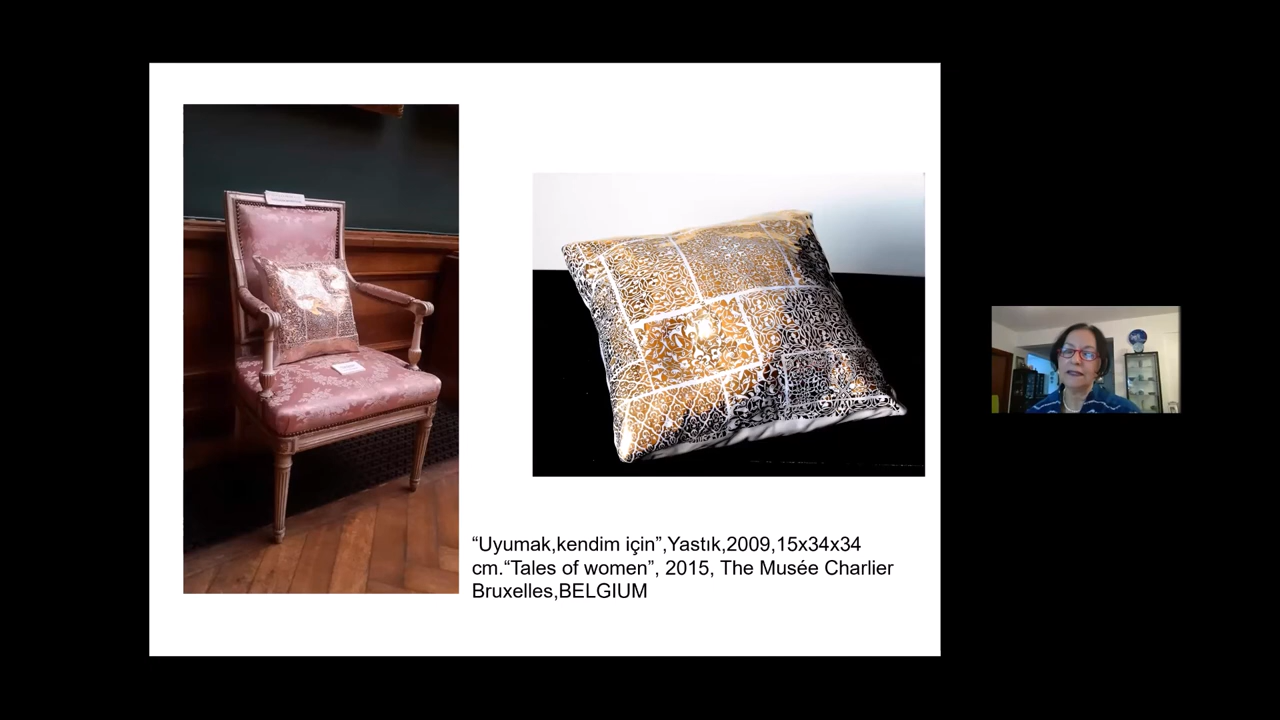 “Uyumak,kendim için”,Yastık,2009,15x34x34
cm.“Tales of women”, 2015, The Musée Charlier
Bruxelles,BELGIUM